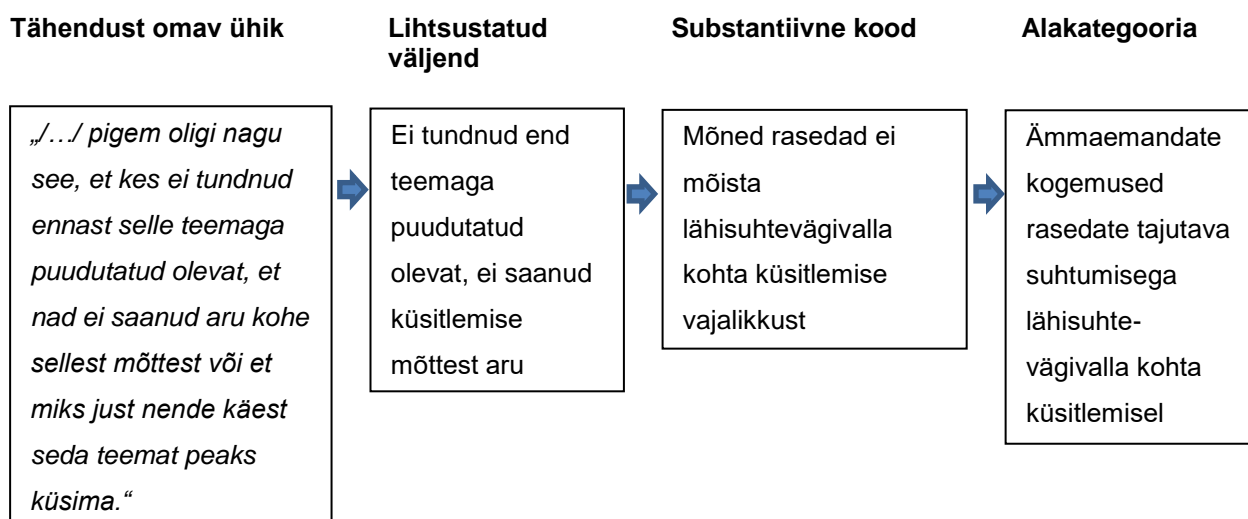 Tähendust omav ühik
Lihtsustatud
väljend
Substantiivne kood
Alakategooria
„/…/ pigem oligi nagu
see, et kes ei tundnud
ennast selle teemaga
puudutatud olevat, et
nad ei saanud aru kohe
sellest mõttest või et
miks just nende käest
seda teemat peaks
küsima.“
Ei tundnud end
teemaga
puudutatud
olevat, ei saanud
küsitlemise
mõttest aru
Mõned rasedad ei
mõista
lähisuhtevägivalla
kohta küsitlemise
vajalikkust
Ämmaemandate
kogemused
rasedate tajutava
suhtumisega
lähisuhte-
vägivalla kohta
küsitlemisel